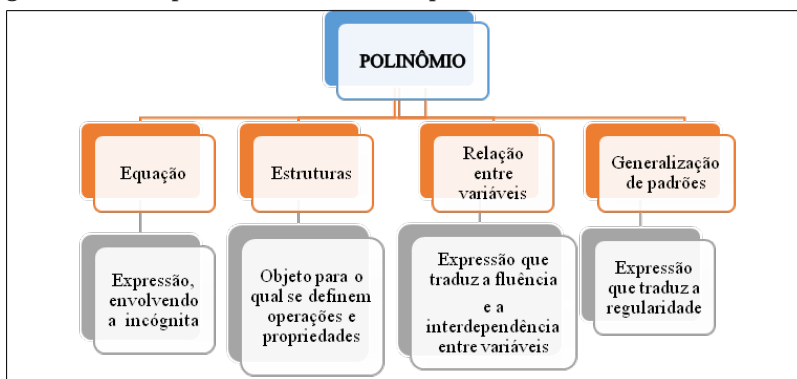 POLINÔMIO
Equação
Estruturas
Relação
entre
variáveis
Generalização
de padrões
Expressão,
envolvendo
a incógnita
Objeto para o
qual se definem
operações e
propriedades
Expressão que
traduz a fluência
e a
interdependência
entre variáveis
Expressão
que traduz a
regularidade